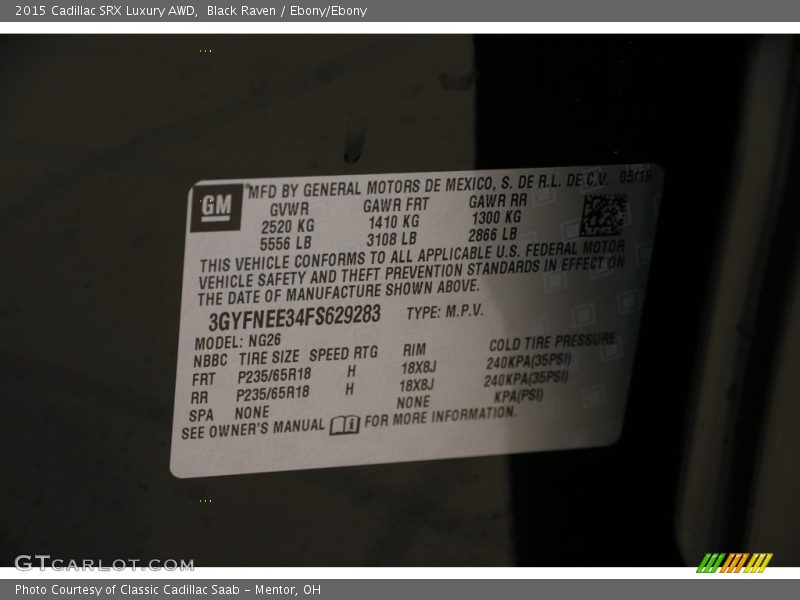 2015 Cadillac SRX Luxury AWD,  Black Raven / Ebony/Ebony
GM
MFD BY GENERAL MOTORS DE MEXICO, S. DE R.L. DE C.V. 05/15
GVWR GAWR FRT GAWR RR
2520 KG 1410 KG 1300 KG
5556 LB 3108 LB 2866 LB
THIS VEHICLE CONFORMS TO ALL APPLICABLE U.S. FEDERAL MOTOR
VEHICLE SAFETY AND THEFT PREVENTION STANDARDS IN EFFECT ON
THE DATE OF MANUFACTURE SHOWN ABOVE.
3GYFNEE34FS629283 TYPE: M.P.V.
MODEL: NG26
NBBC TIRE SIZE SPEED RTG RIM COLD TIRE PRESSURE
FRT P235/65R18 H 18X8J 240KPA(35PSI)
RR P235/65R18 H 18X8J 240KPA(35PSI)
SPA NONE NONE KPA(PSI)
SEE OWNER'S MANUAL FOR MORE INFORMATION.
GTCARLOT.COM
Photo Courtesy of Classic Cadillac Saab - Mentor, OH